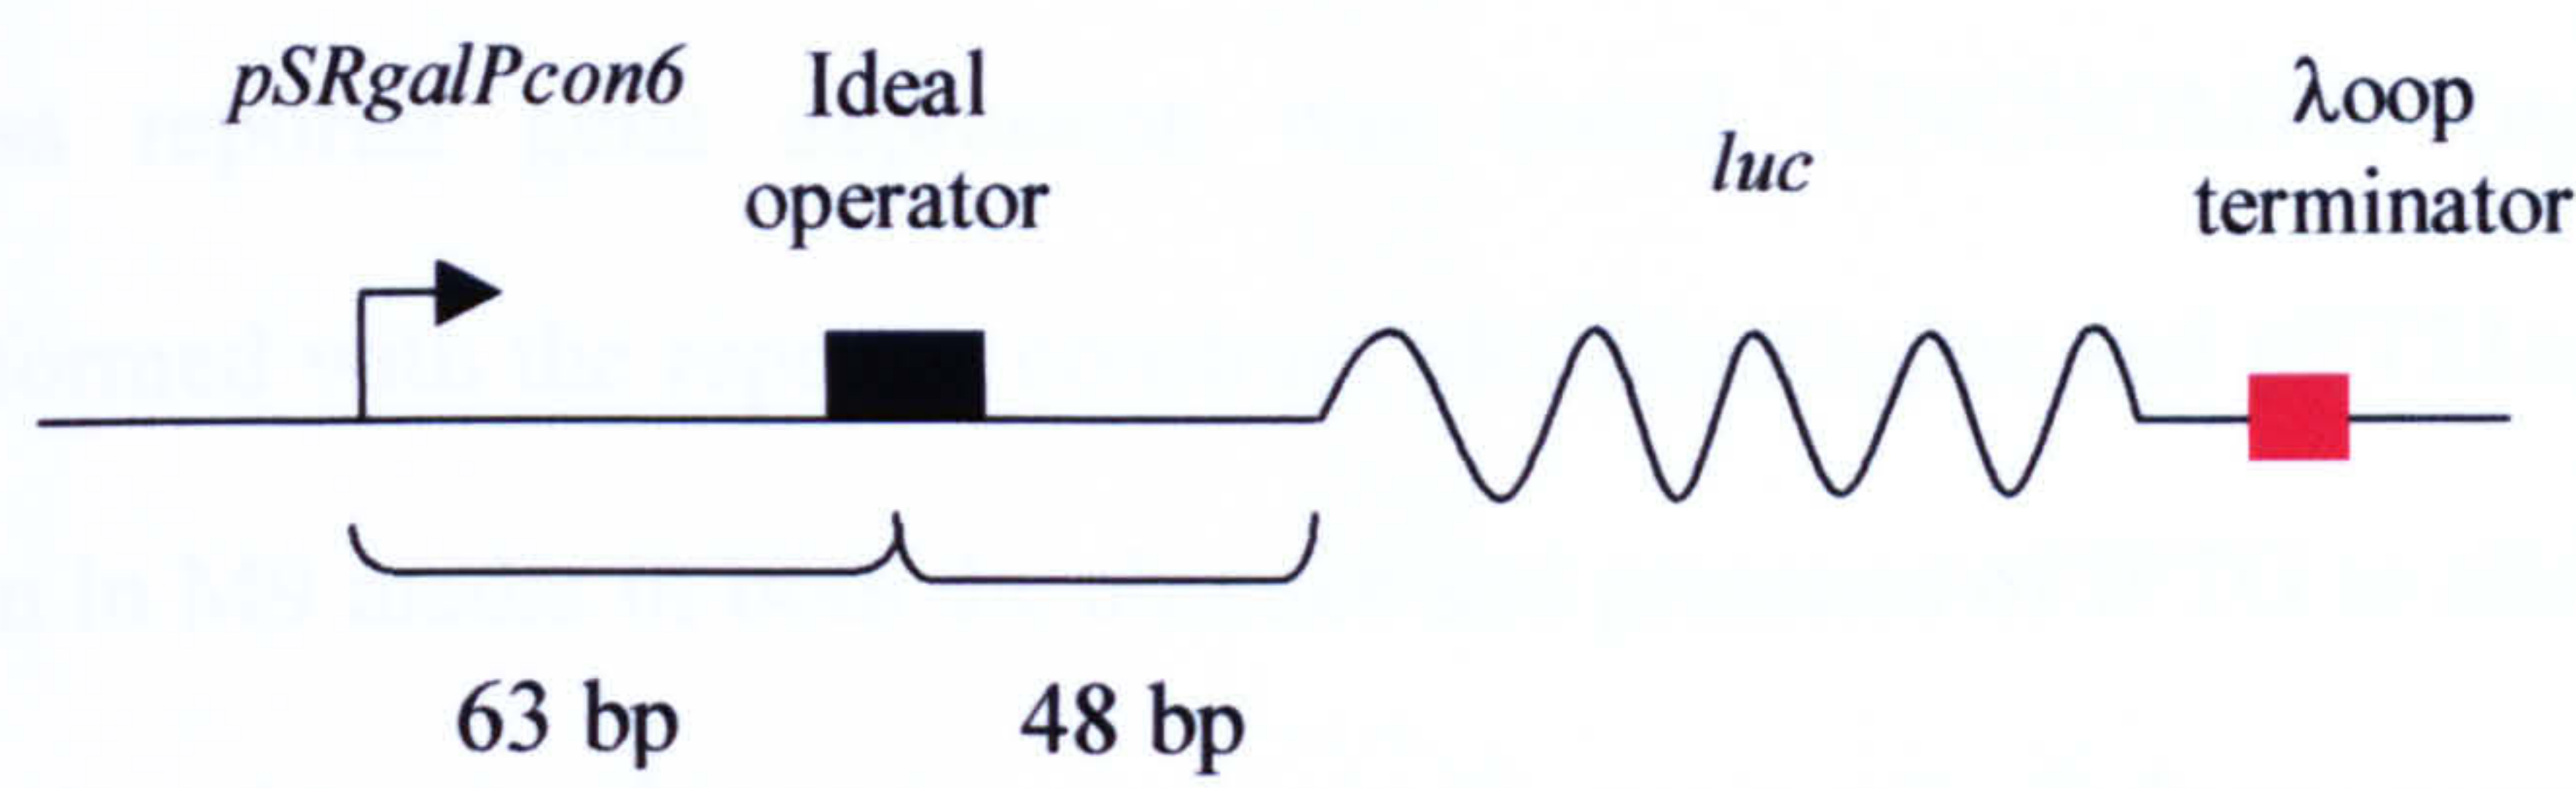 pSRgalPcon6
Ideal
operator
luc
λoop
terminator
63 bp
48 bp